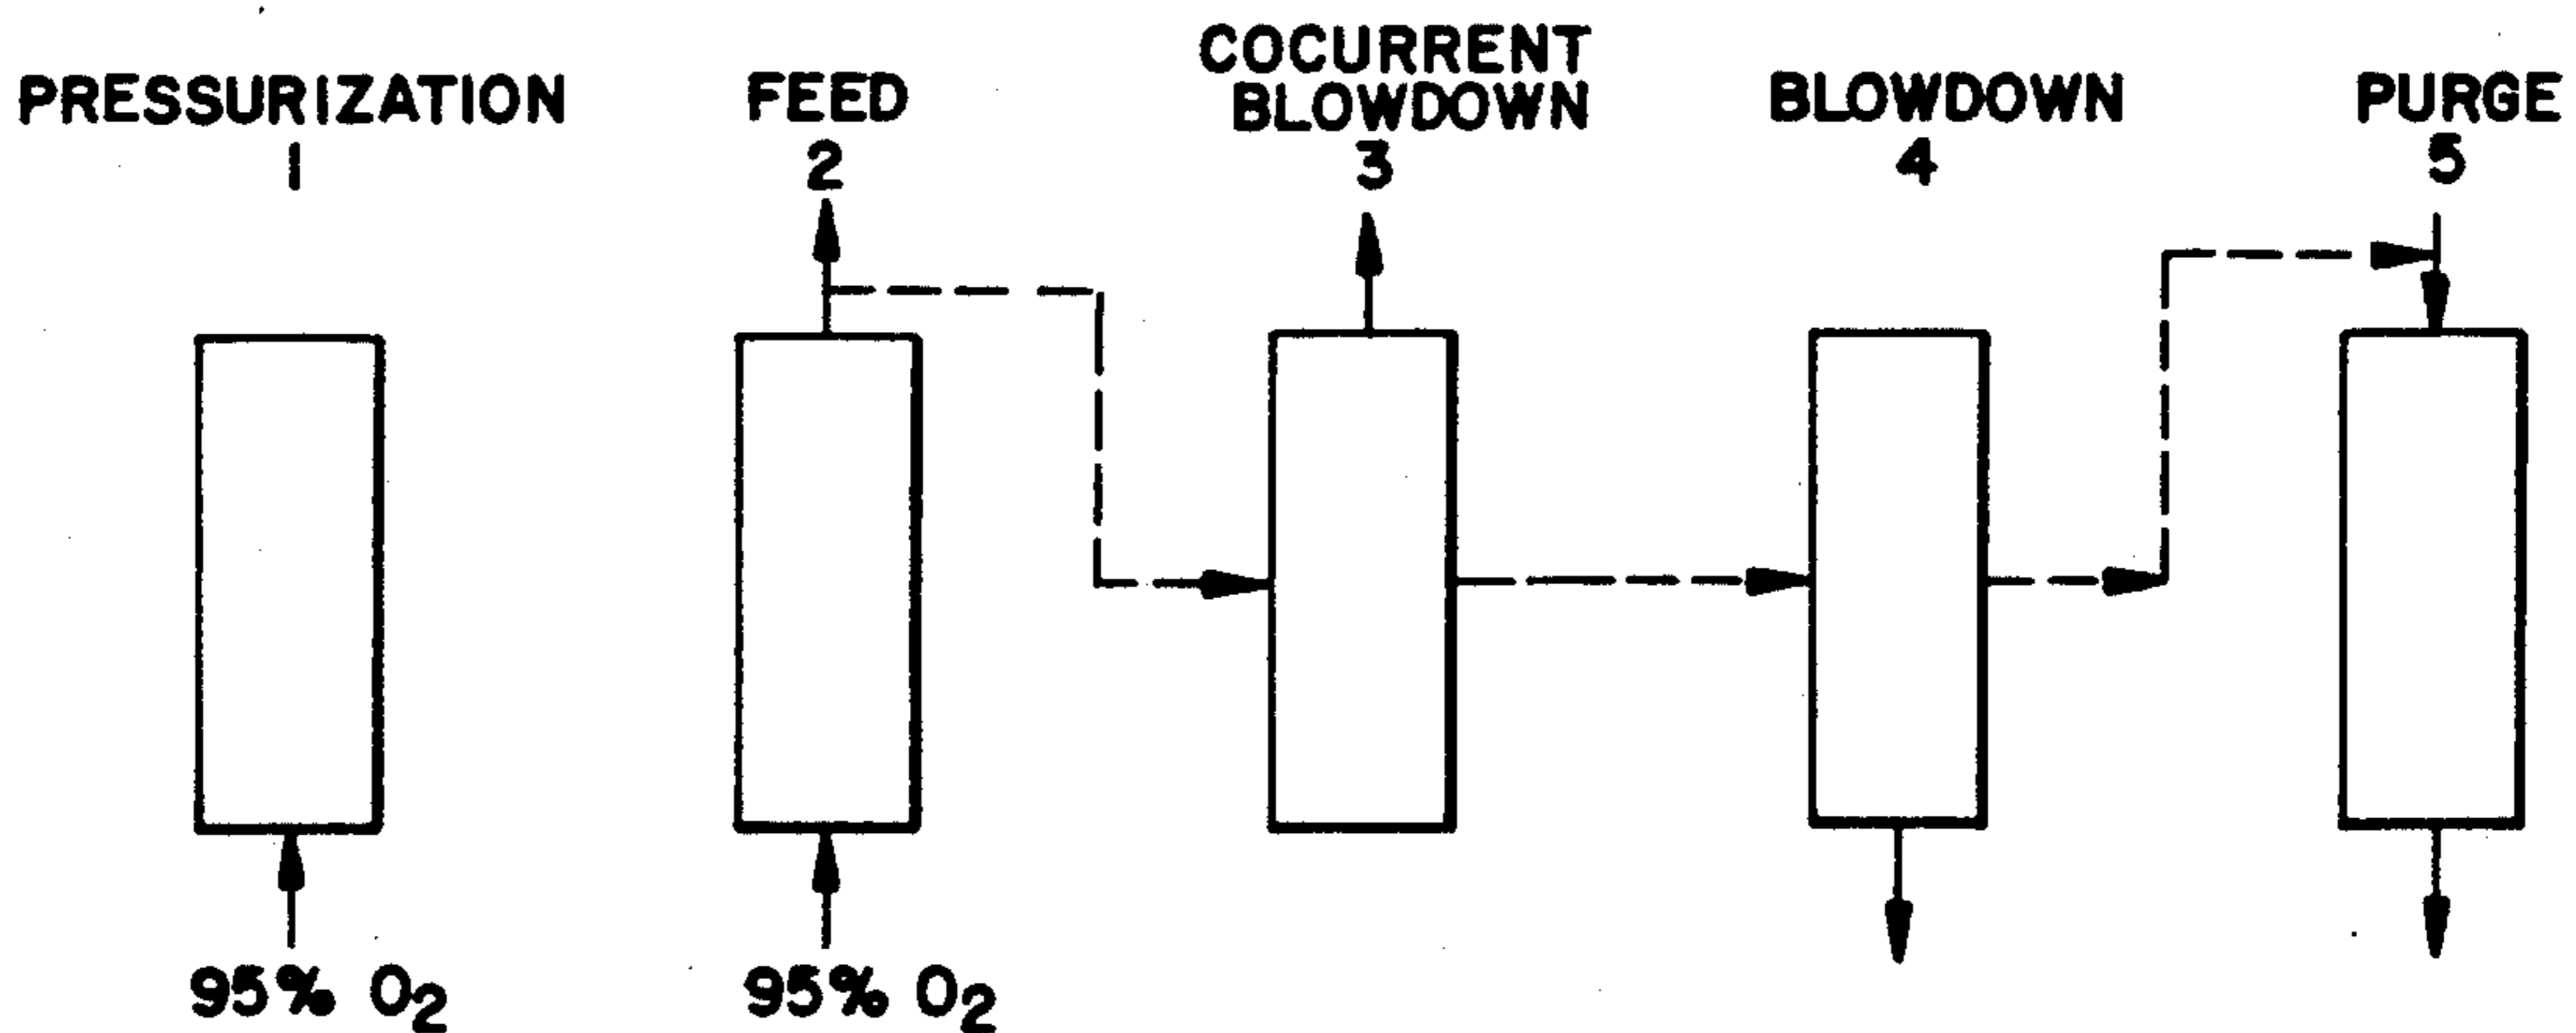 PRESSURIZATION
1
FEED
2
COCURRENT
BLOWDOWN
3
BLOWDOWN
4
PURGE
5
95% O2
95% O2